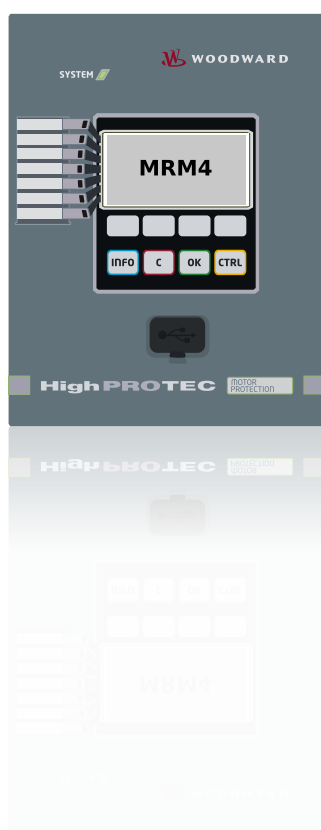 WOODWARD
SYSTEM
MRM4
INFO C OK CTRL
HighPROTEC
MOTOR
PROTECTION